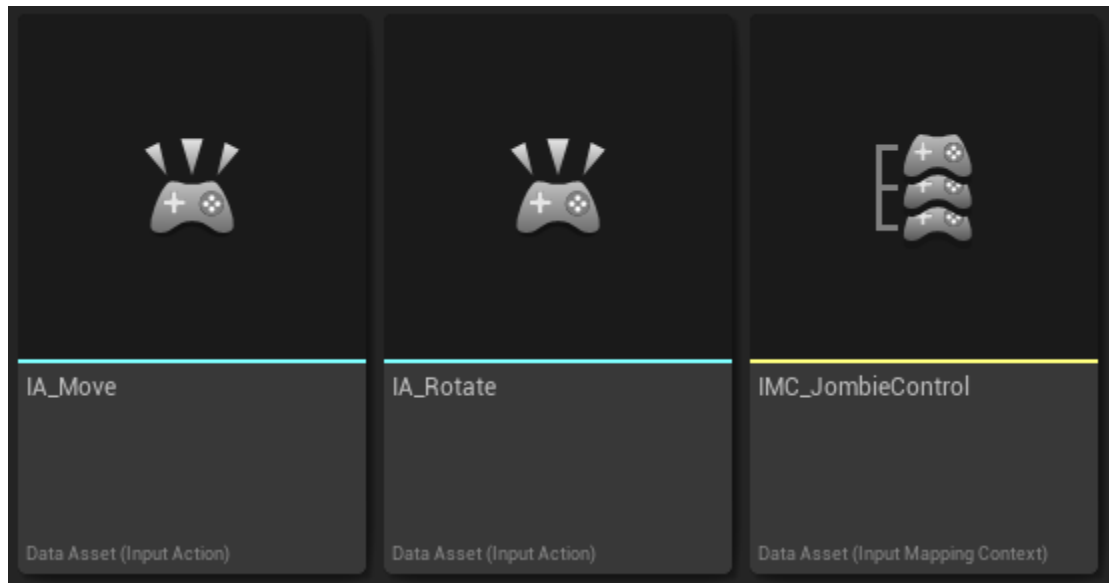 IA_Move
Data Asset (Input Action)
IA_Rotate
Data Asset (Input Action)
IMC_JombieControl
Data Asset (Input Mapping Context)